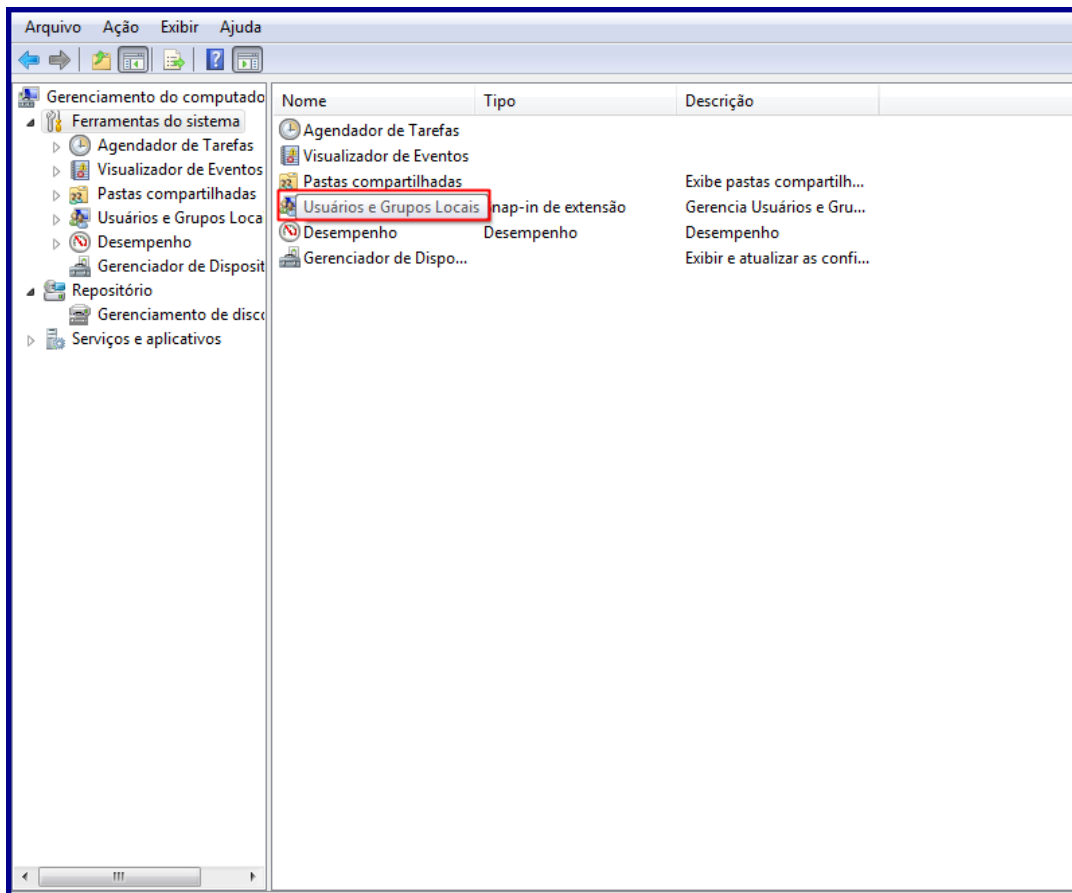 Arquivo Ação Exibir Ajuda
Gerenciamento do computado
Ferramentas do sistema
Agendador de Tarefas
Visualizador de Eventos
Pastas compartilhadas
Usuários e Grupos Loca
Desempenho
Gerenciador de Disposit
Repositório
Gerenciamento de disco
Serviços e aplicativos
Nome Tipo Descrição
Agendador de Tarefas
Visualizador de Eventos
Pastas compartilhadas Exibe pastas compartilh...
Usuários e Grupos Locais nap-in de extensão Gerencia Usuários e Gru...
Desempenho Desempenho Desempenho
Gerenciador de Dispo... Exibir e atualizar as confi...